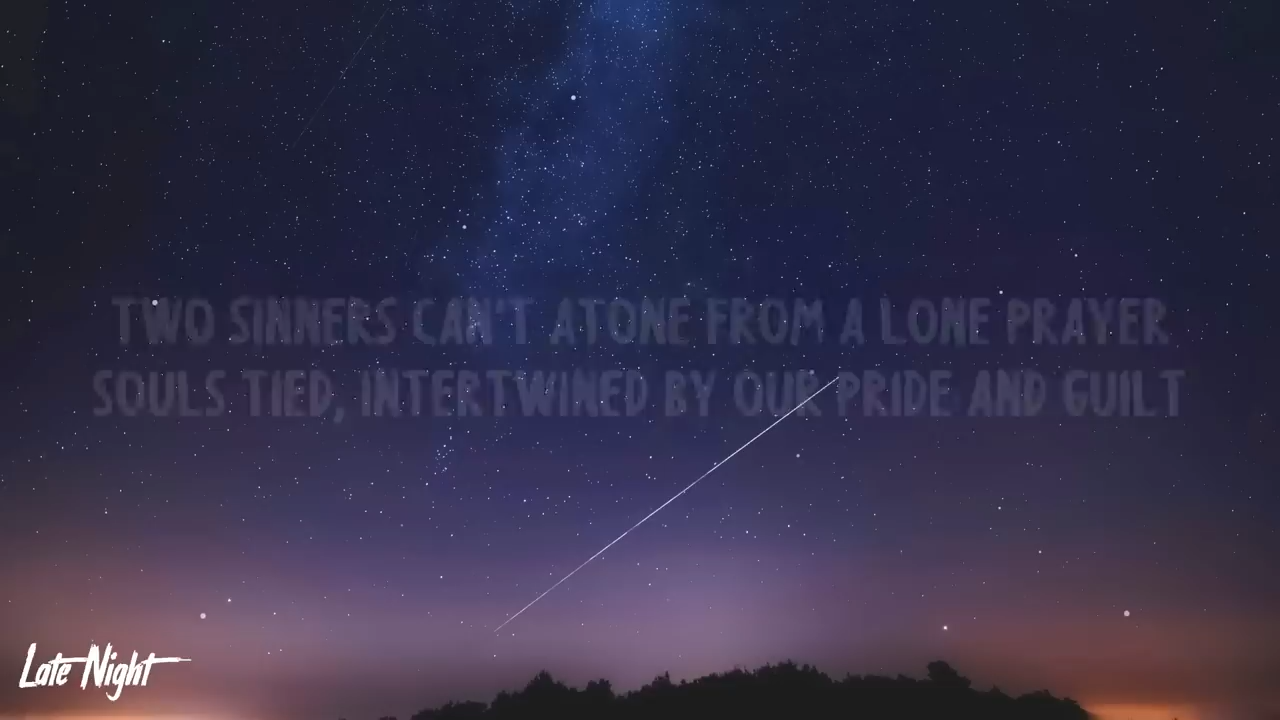 TWO SINNERS CAN'T ATONE FROM A LONE PRAYER
SOULS TIED, INTERTWINED BY OUR PRIDE AND GUILT
Late Night